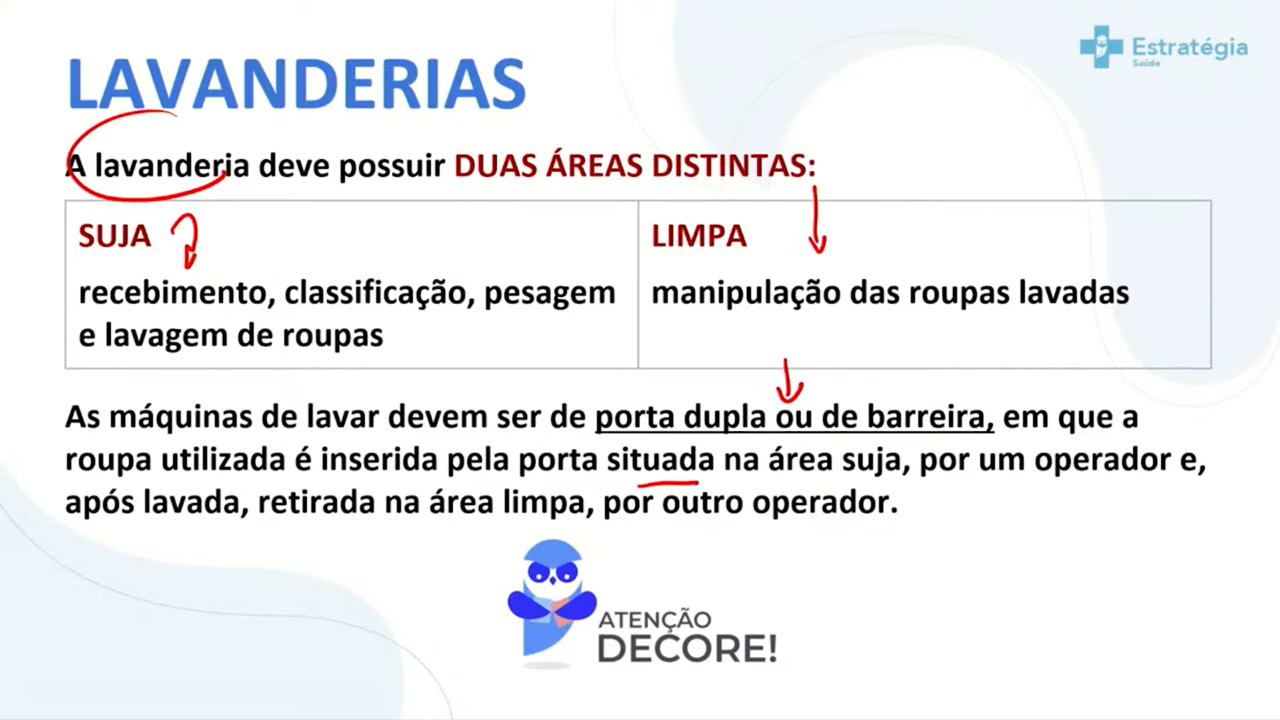 Estratégia
Saúde
LAVANDERIAS
A lavanderia deve possuir DUAS ÁREAS DISTINTAS:
SUJA
recebimento, classificação, pesagem
e lavagem de roupas
LIMPA
manipulação das roupas lavadas
As máquinas de lavar devem ser de porta dupla ou de barreira, em que a
roupa utilizada é inserida pela porta situada na área suja, por um operador e,
após lavada, retirada na área limpa, por outro operador.
ATENÇÃO
DECORE!